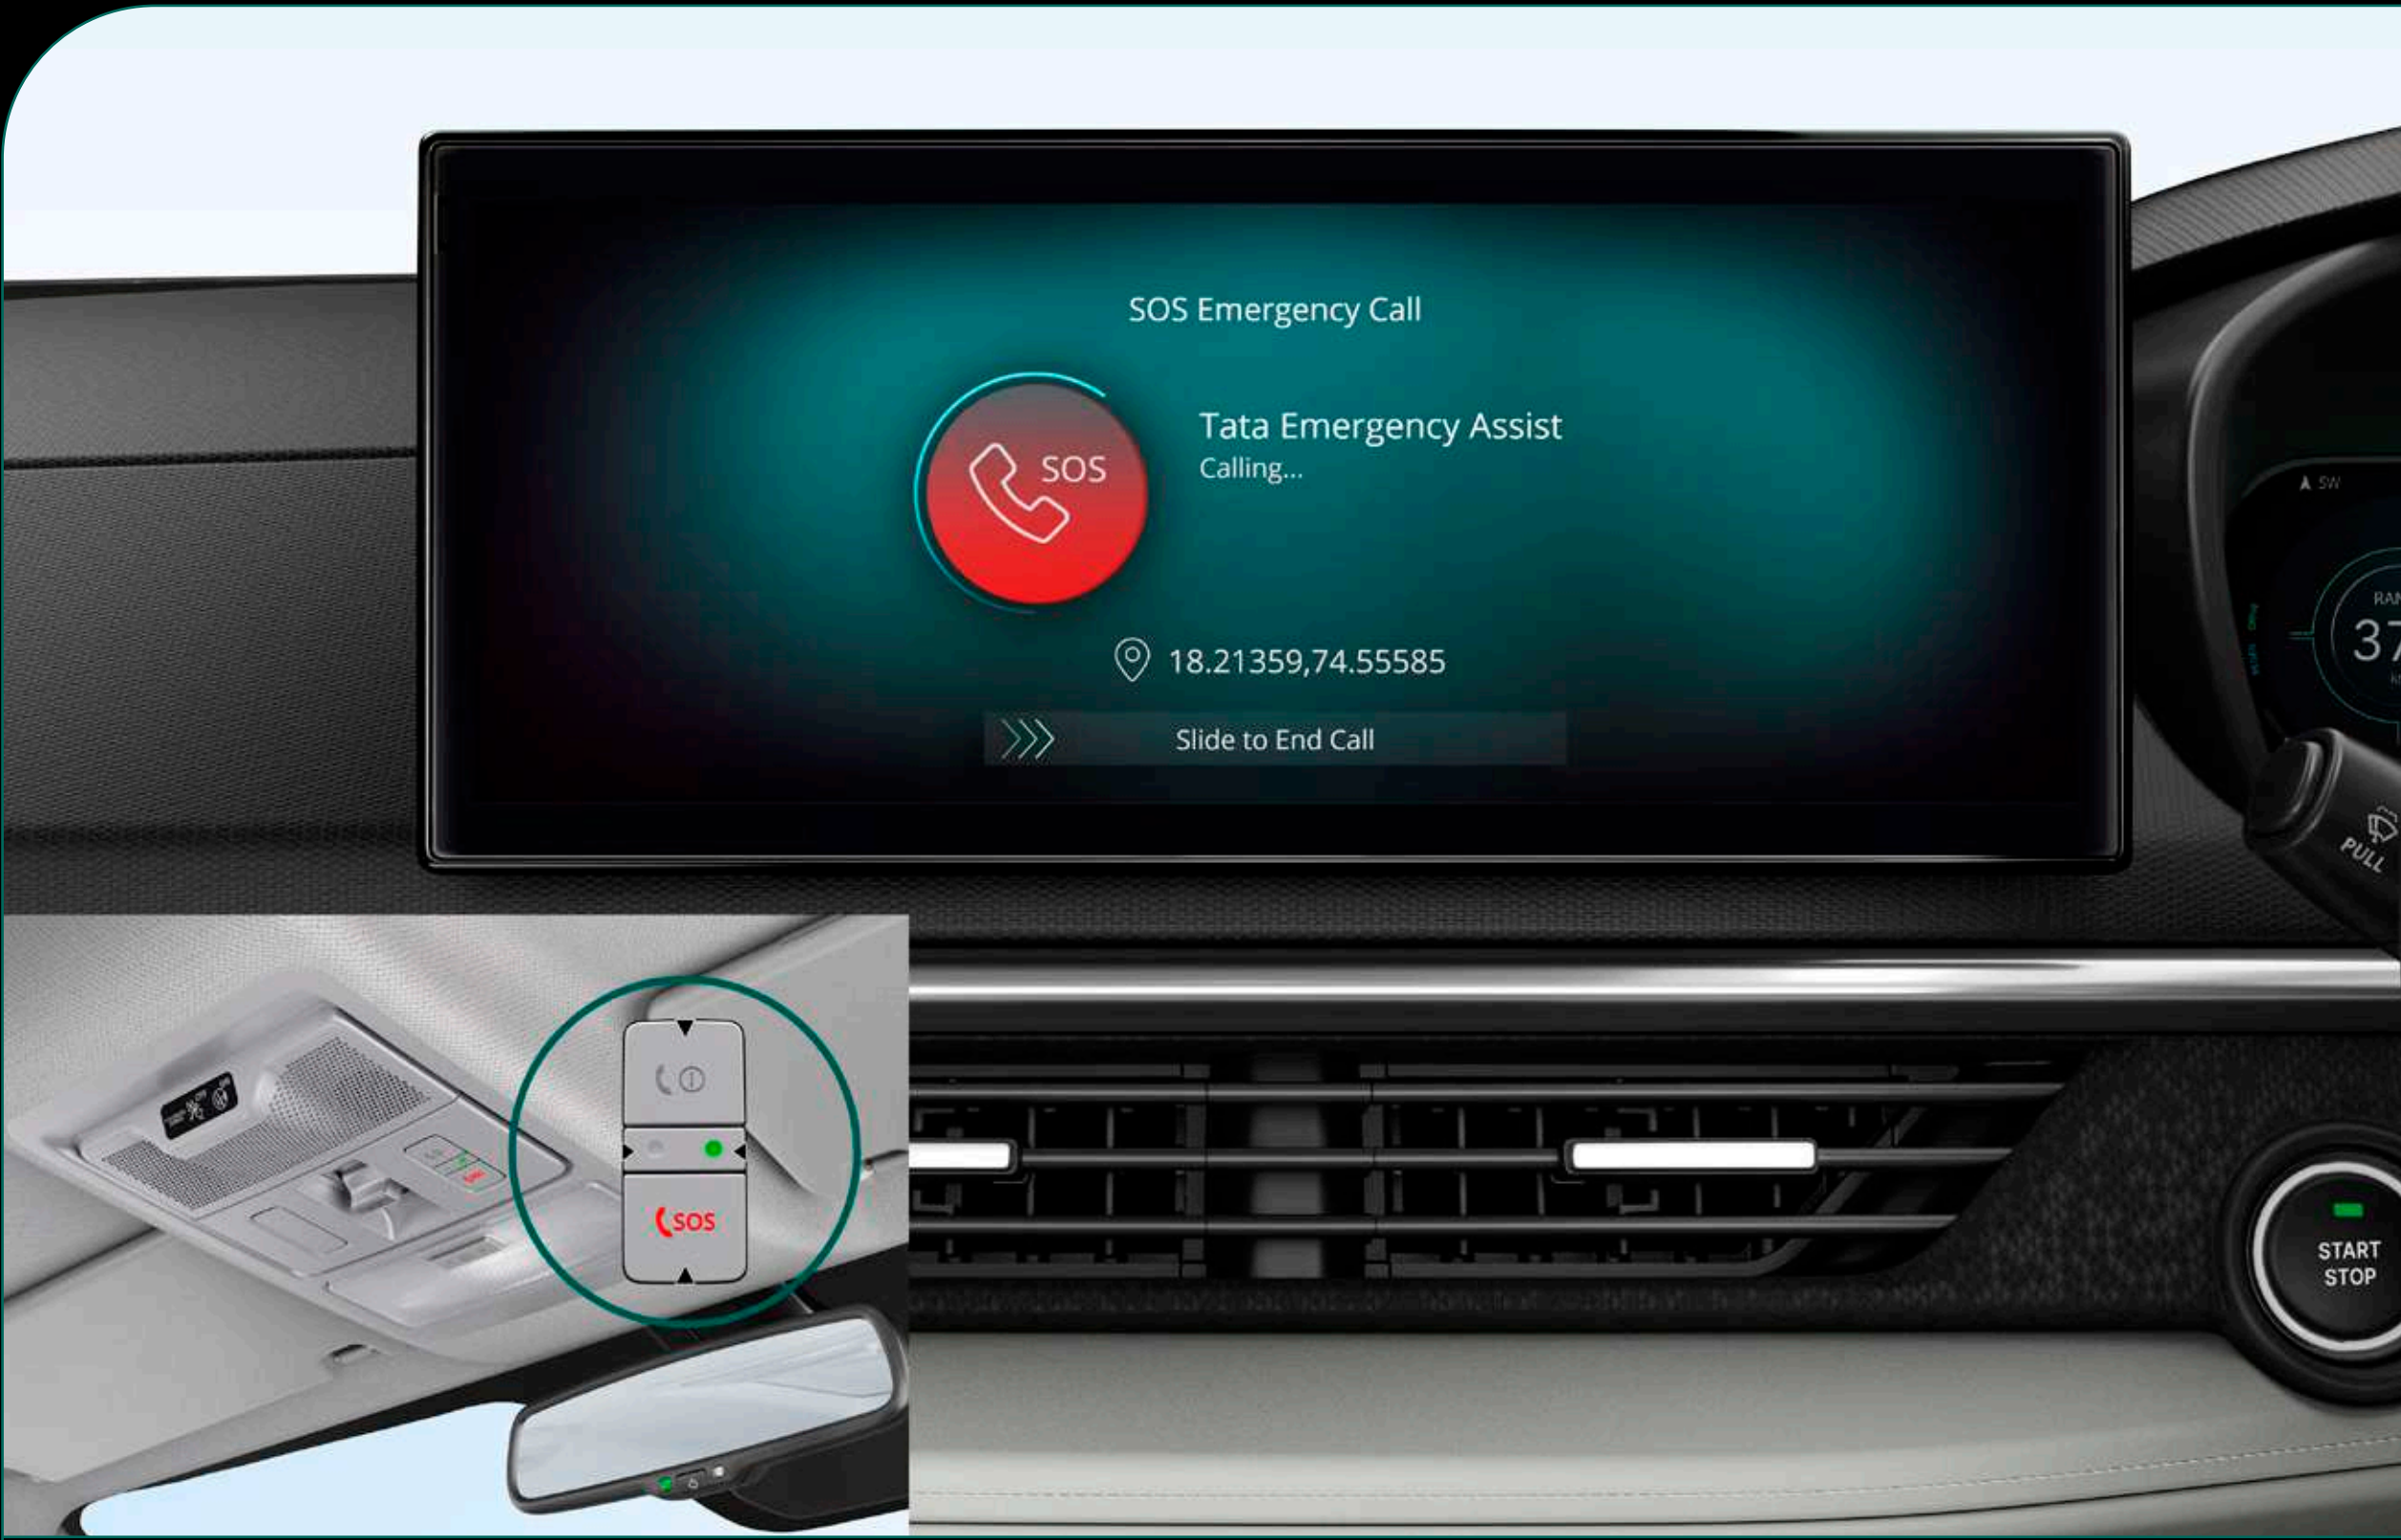 SOS Emergency Call
SOS
Tata Emergency Assist
Calling...
18.21359,74.55585
Slide to End Call
SW
PULL
SOS
START
STOP